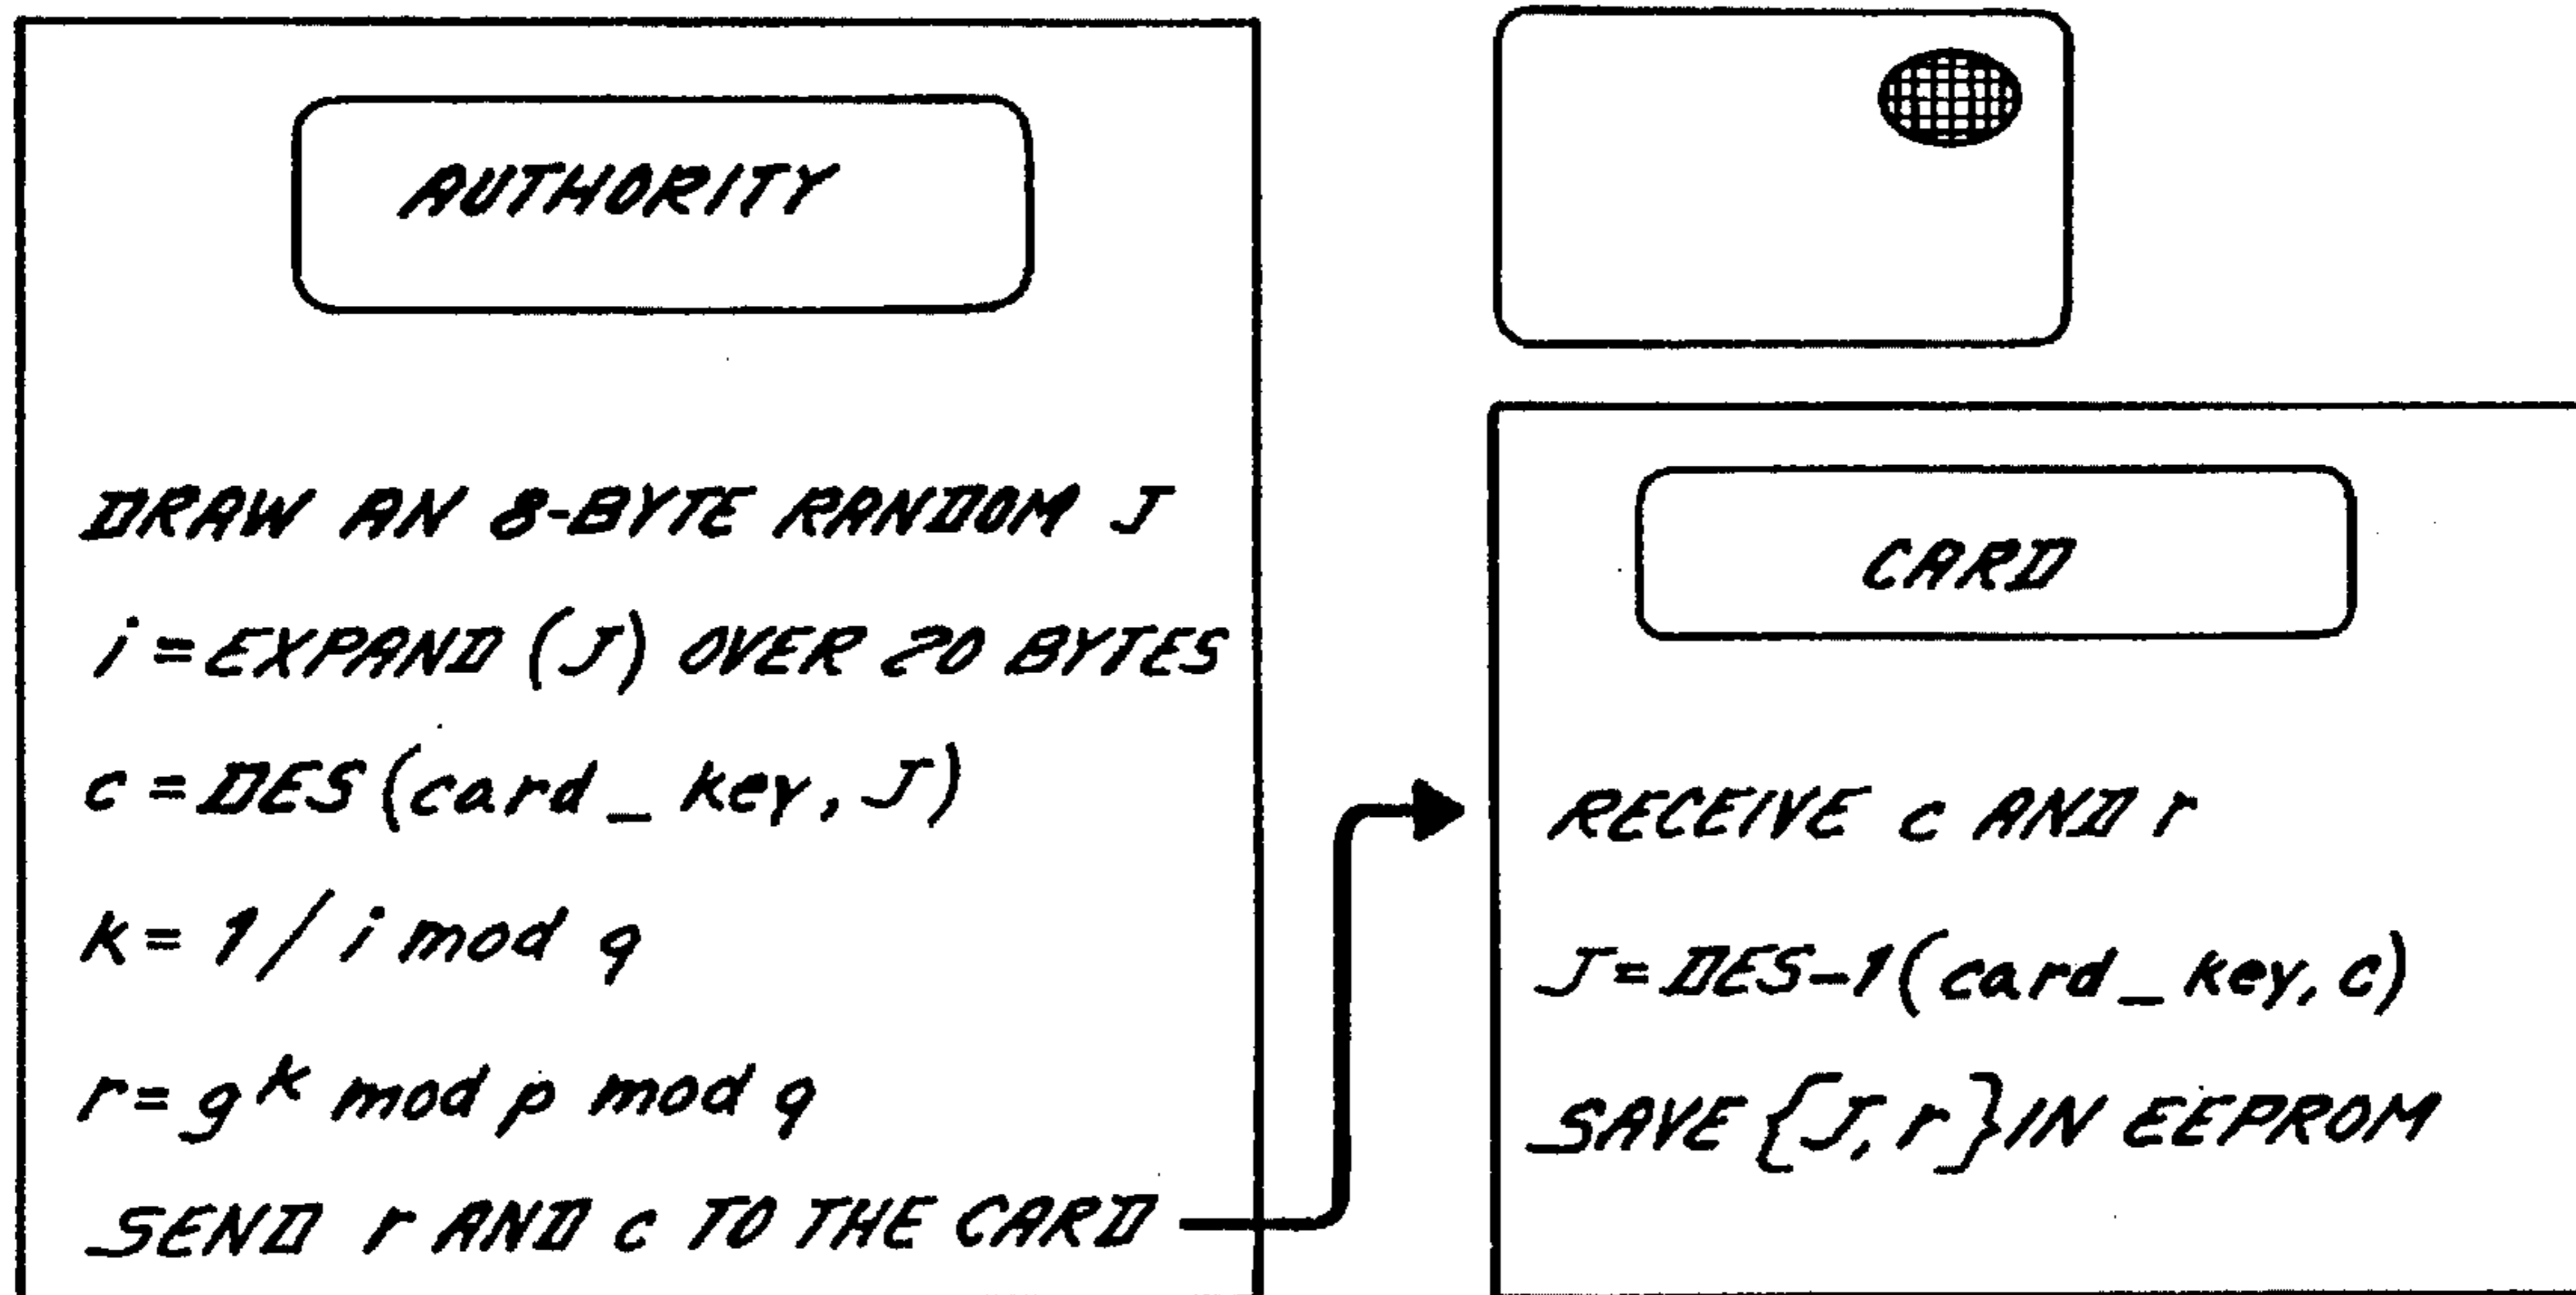 AUTHORITY
DRAW AN 8-BYTE RANDOM J
i = EXPAND (J) OVER 20 BYTES
c = DES (card_key, J)
k = 1 / i mod q
r = g^k mod p mod q
SEND r AND c TO THE CARD
CARD
RECEIVE c AND r
J = DES-1 (card_key, c)
SAVE {J, r} IN EEPROM